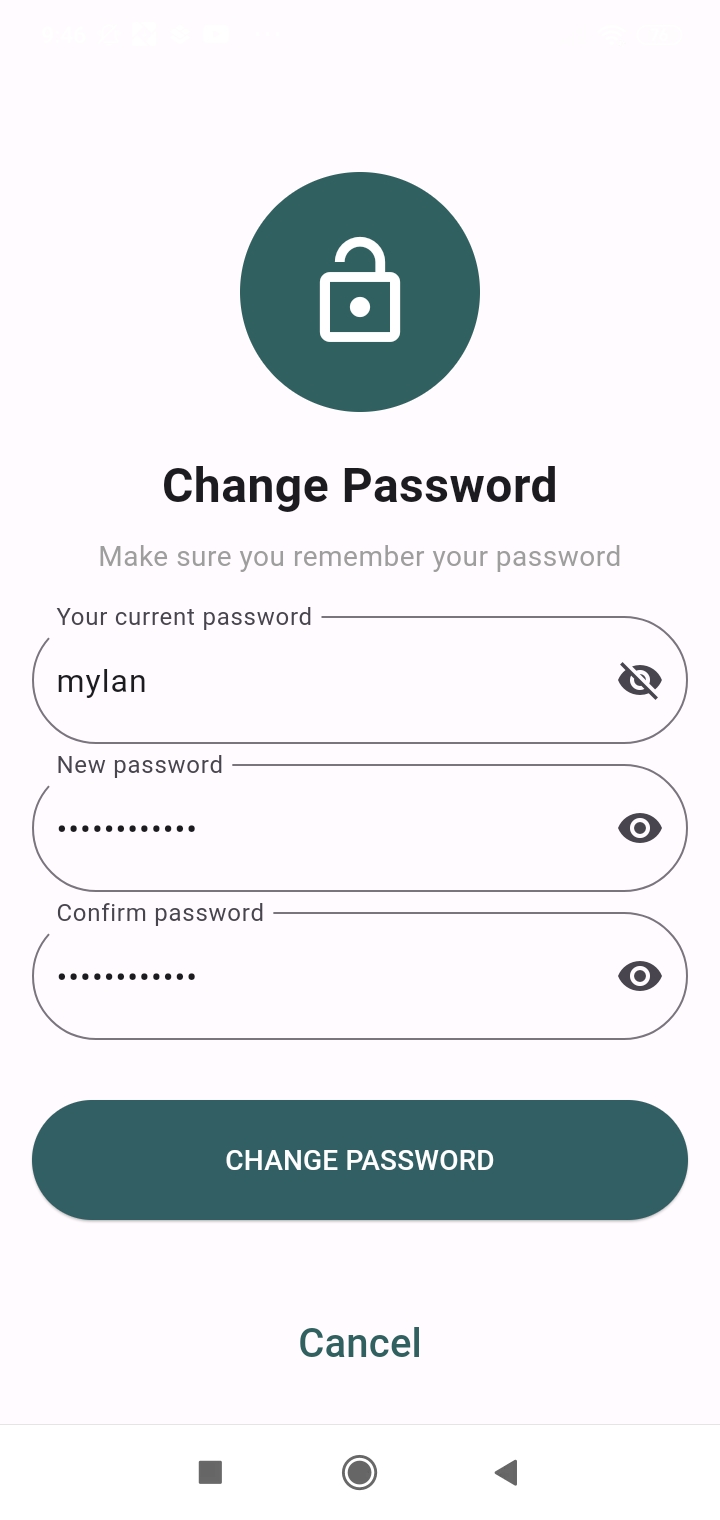 Change Password
Make sure you remember your password
Your current password
mylan
New password
••••••••••••
Confirm password
••••••••••••
CHANGE PASSWORD
Cancel